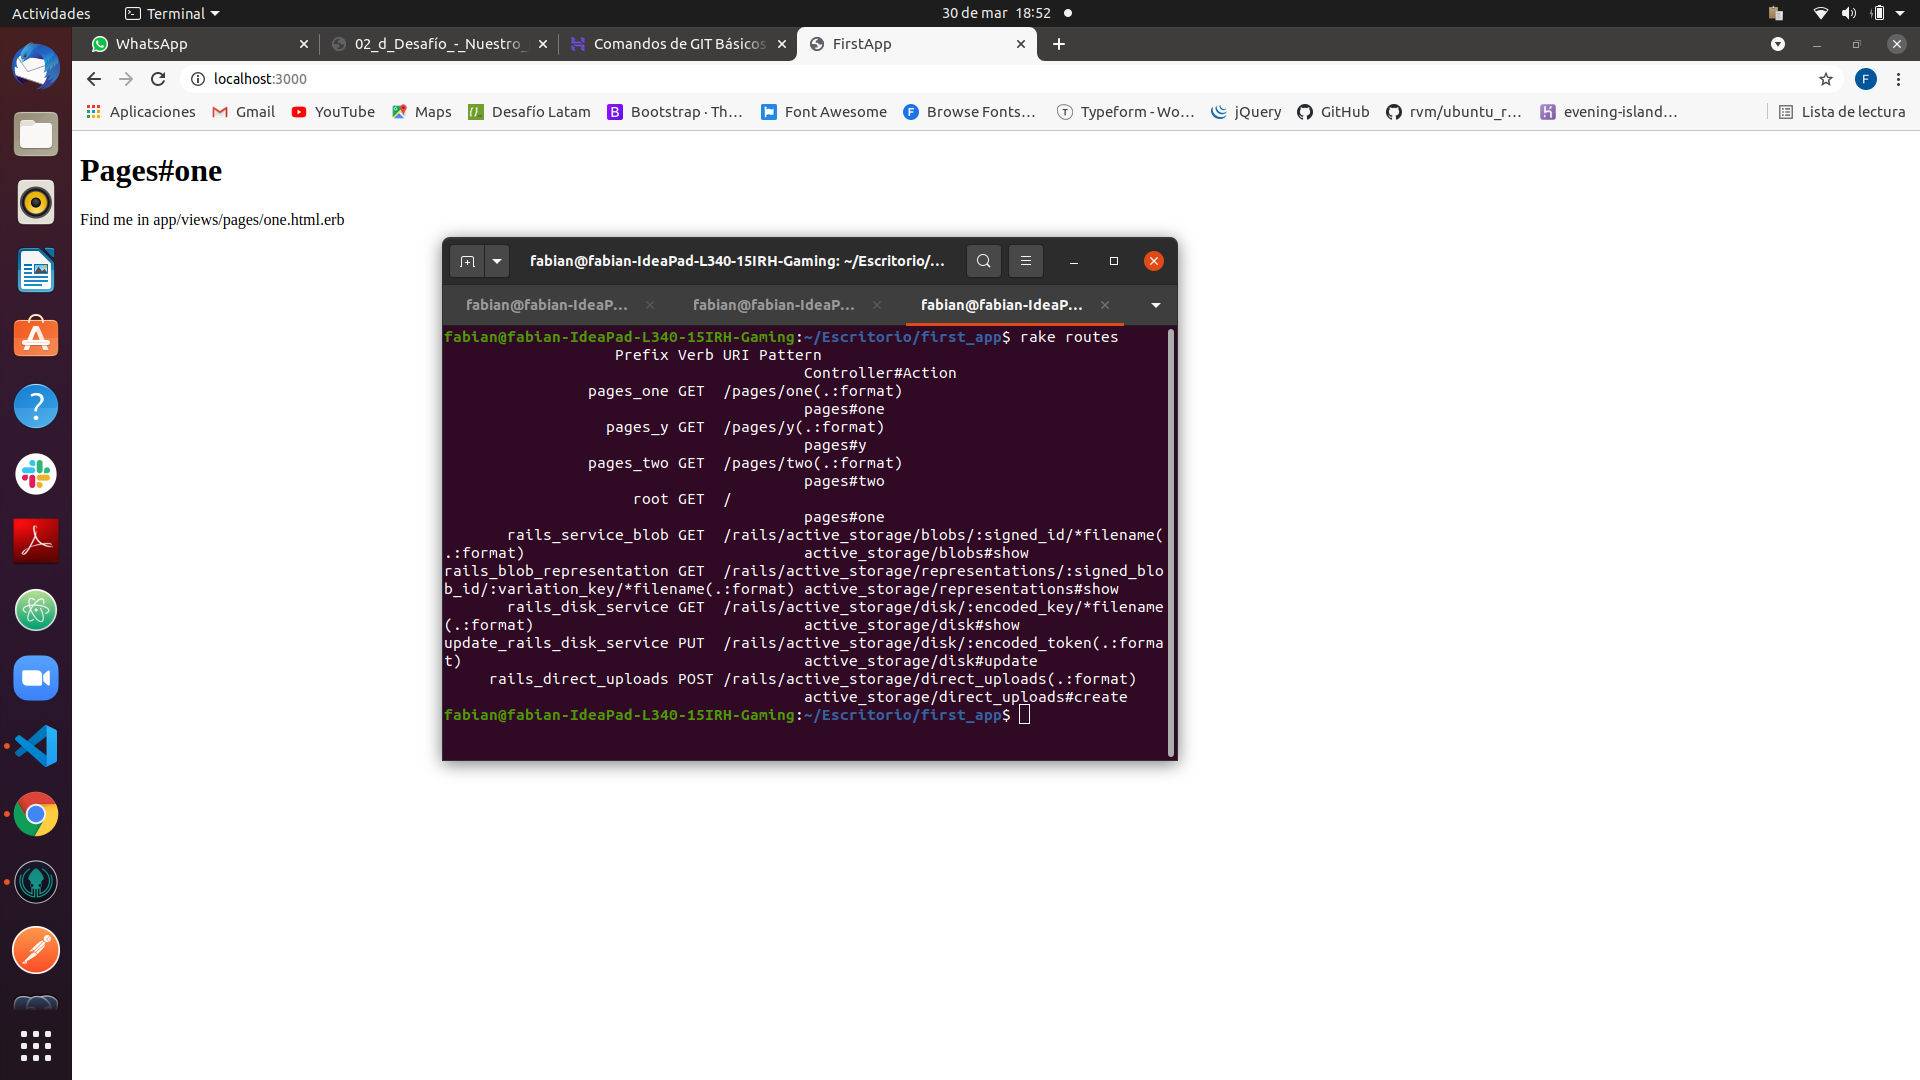 Actividades
Terminal
30 de mar 18:52
WhatsApp
02_d_Desafío_-_Nuestro_
Comandos de GIT Básicos
FirstApp
localhost:3000
F
Aplicaciones
Gmail
YouTube
Maps
Desafío Latam
Bootstrap · Th...
Font Awesome
Browse Fonts...
Typeform - Wo...
jQuery
GitHub
rvm/ubuntu_r...
evening-island...
Lista de lectura
Pages#one
Find me in app/views/pages/one.html.erb
fabian@fabian-IdeaPad-L340-15IRH-Gaming: ~/Escritorio/...
fabian@fabian-IdeaP...
fabian@fabian-IdeaP...
fabian@fabian-IdeaP...
fabian@fabian-IdeaPad-L340-15IRH-Gaming:~/Escritorio/first_app$ rake routes
Prefix Verb URI Pattern
Controller#Action
pages_one GET /pages/one(.:format)
pages#one
pages_y GET /pages/y(.:format)
pages#y
pages_two GET /pages/two(.:format)
pages#two
root GET /
pages#one
rails_service_blob GET /rails/active_storage/blobs/:signed_id/*filename(
.:format) active_storage/blobs#show
rails_blob_representation GET /rails/active_storage/representations/:signed_blo
b_id/:variation_key/*filename(.:format) active_storage/representations#show
rails_disk_service GET /rails/active_storage/disk/:encoded_key/*filename
(.:format) active_storage/disk#show
update_rails_disk_service PUT /rails/active_storage/disk/:encoded_token(.:forma
t) active_storage/disk#update
rails_direct_uploads POST /rails/active_storage/direct_uploads(.:format)
active_storage/direct_uploads#create
fabian@fabian-IdeaPad-L340-15IRH-Gaming:~/Escritorio/first_app$